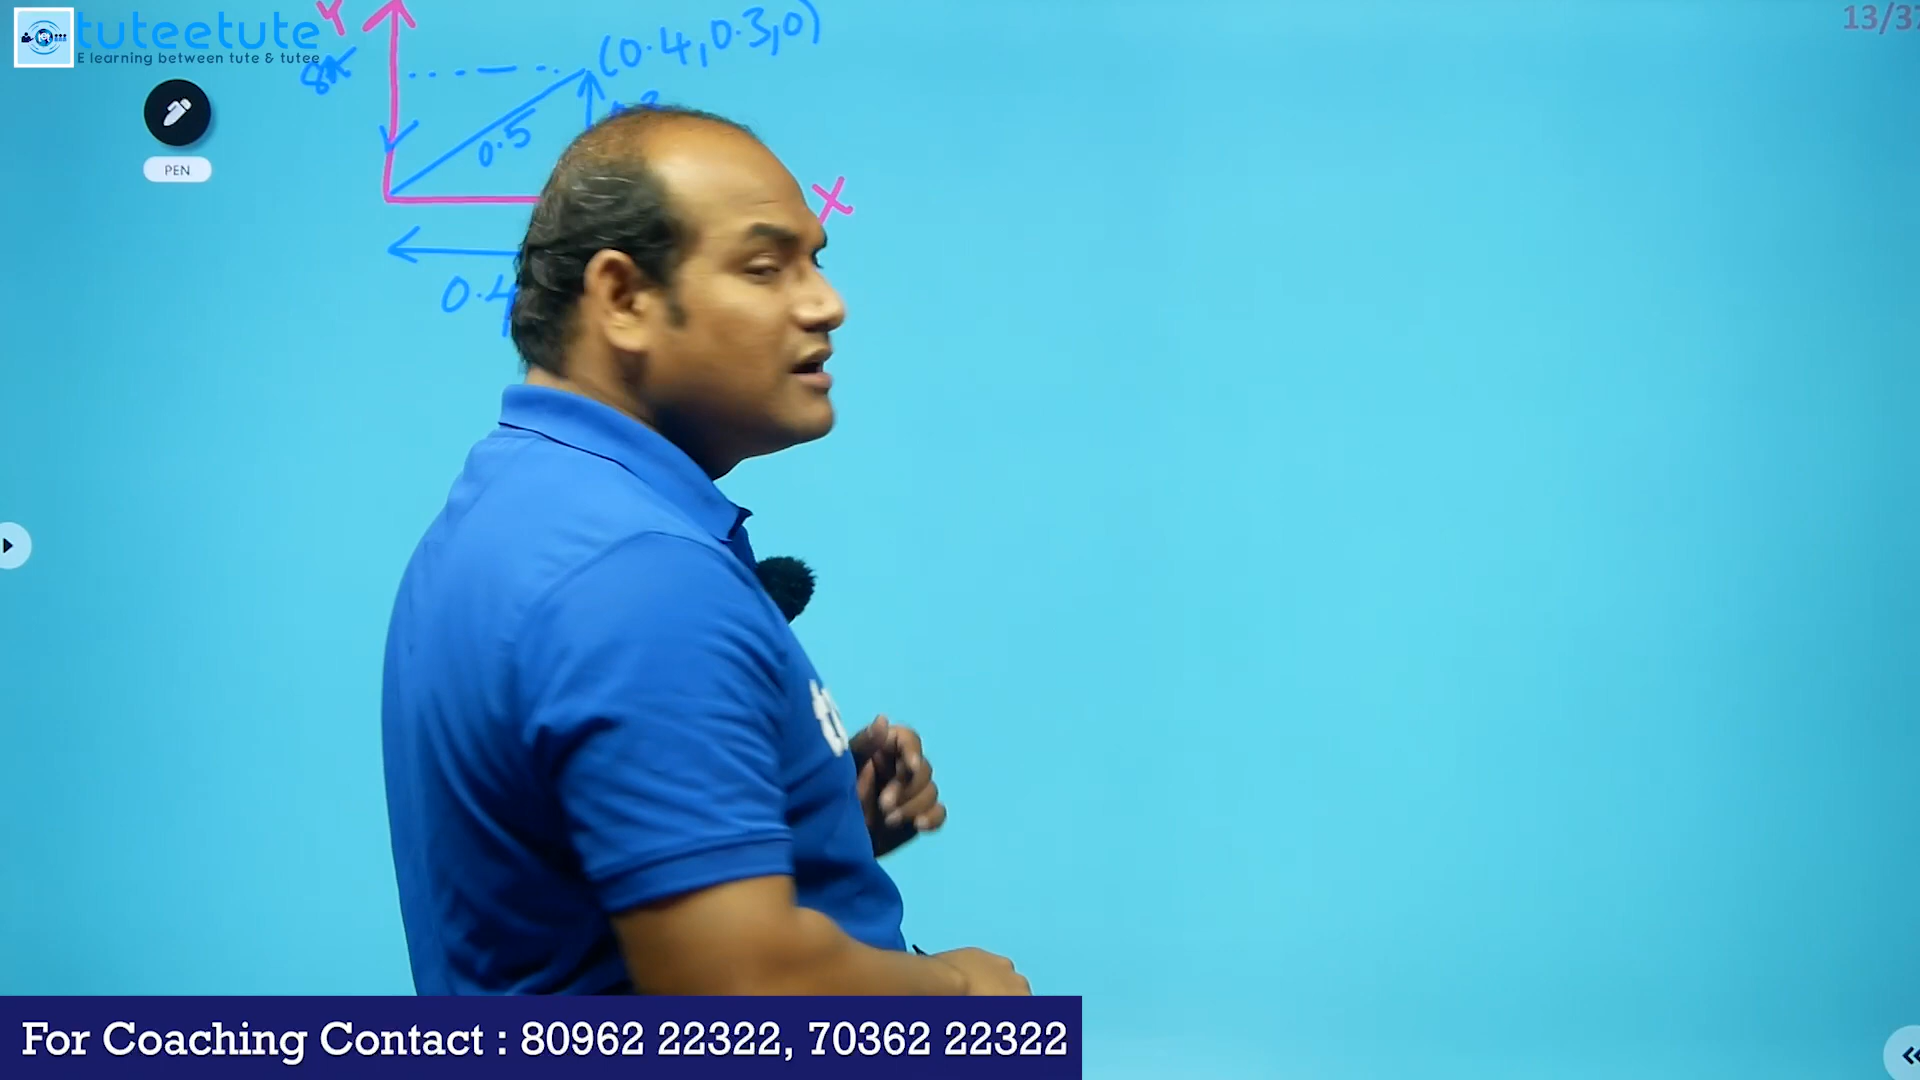 tuteetute
E learning between tute & tutee
13/37
PEN
Y
(0.4,0.3,0)
0.5
X
0.4
For Coaching Contact : 80962 22322, 70362 22322